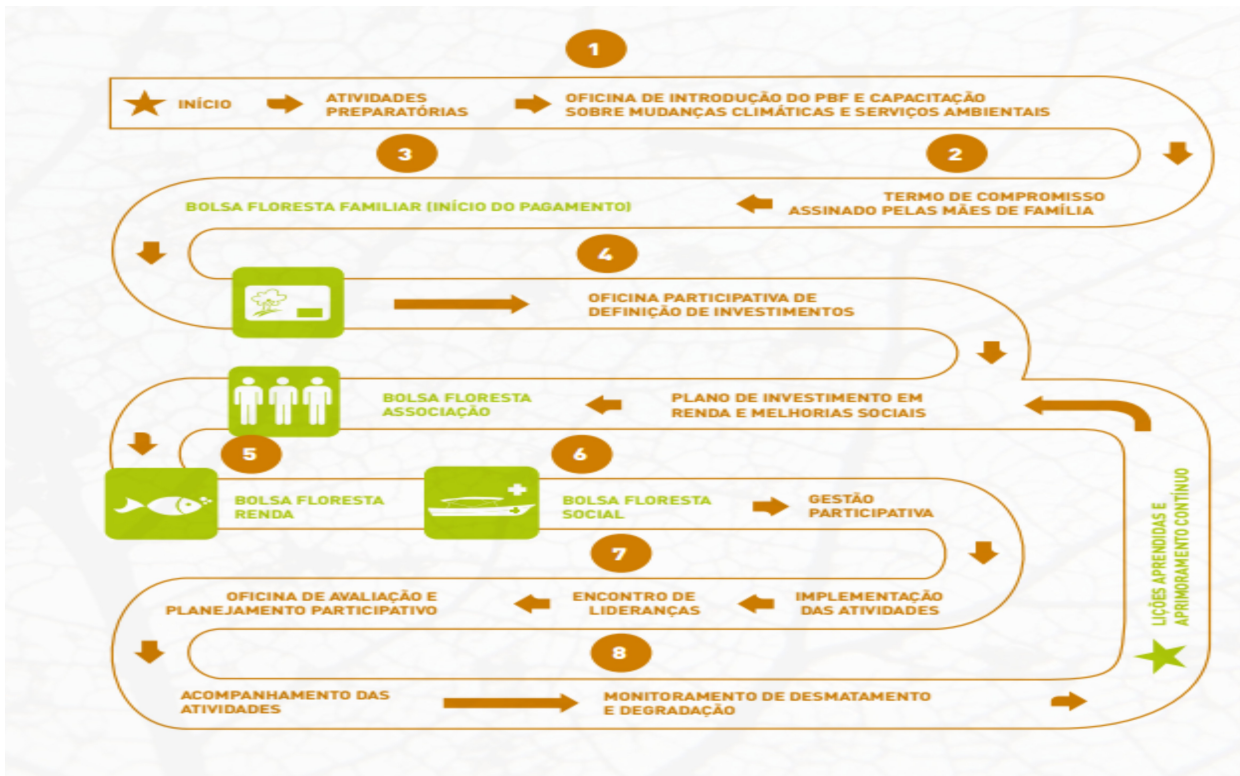 1
INÍCIO
ATIVIDADES
PREPARATÓRIAS
OFICINA DE INTRODUÇÃO DO PBF E CAPACITAÇÃO
SOBRE MUDANÇAS CLIMÁTICAS E SERVIÇOS AMBIENTAIS
2
TERMO DE COMPROMISSO
ASSINADO PELAS MÃES DE FAMÍLIA
3
BOLSA FLORESTA FAMILIAR (INÍCIO DO PAGAMENTO)
4
OFICINA PARTICIPATIVA DE
DEFINIÇÃO DE INVESTIMENTOS
PLANO DE INVESTIMENTO EM
RENDA E MELHORIAS SOCIAIS
BOLSA FLORESTA
ASSOCIAÇÃO
5
BOLSA FLORESTA
RENDA
6
BOLSA FLORESTA
SOCIAL
GESTÃO
PARTICIPATIVA
7
IMPLEMENTAÇÃO
DAS ATIVIDADES
ENCONTRO DE
LIDERANÇAS
OFICINA DE AVALIAÇÃO E
PLANEJAMENTO PARTICIPATIVO
8
ACOMPANHAMENTO DAS
ATIVIDADES
MONITORAMENTO DE DESMATAMENTO
E DEGRADAÇÃO
LIÇÕES APRENDIDAS E
APRIMORAMENTO CONTÍNUO